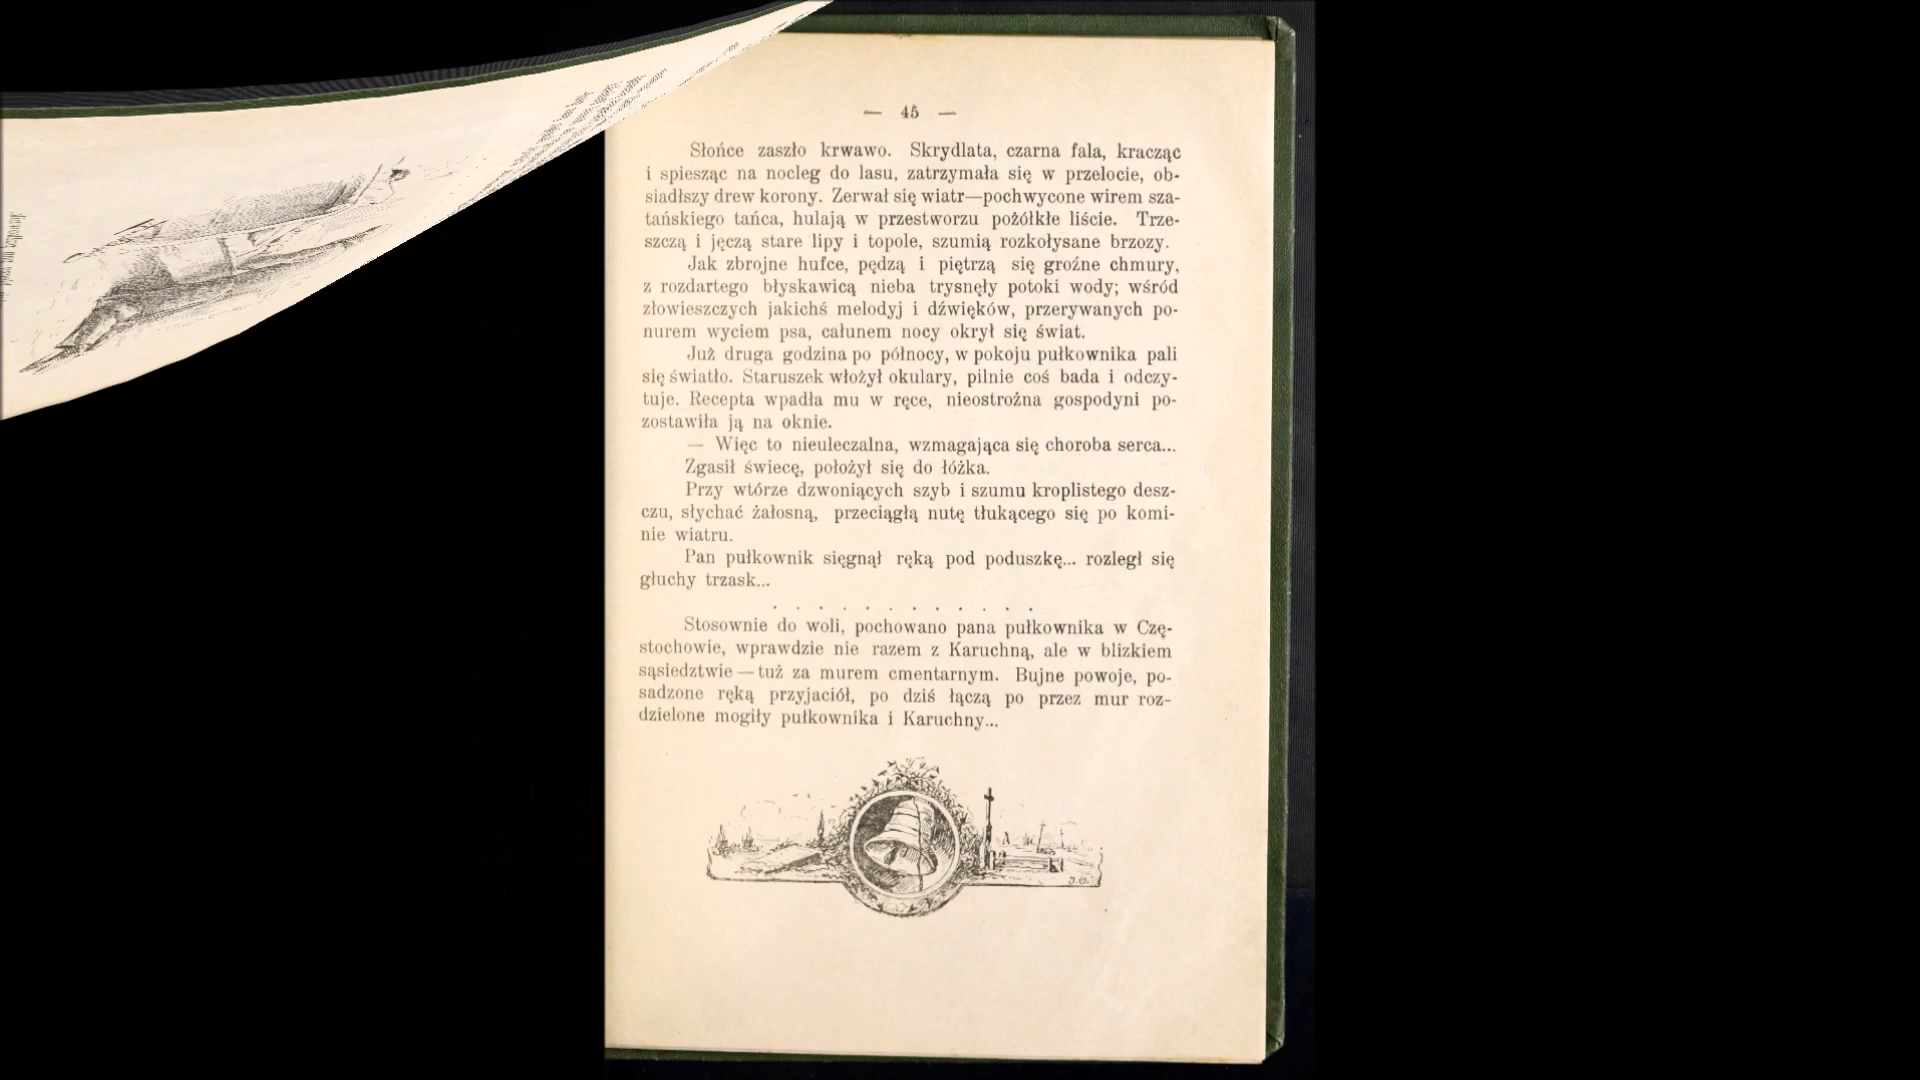 — 45 —
Słońce zaszło krwawo. Skrydlata, czarna fala, kracząc
i spiesząc na nocleg do lasu, zatrzymała się w przelocie, ob-
siadłszy drew korony. Zerwał się wiatr—pochwycone wirem sza-
tańskiego tańca, hulają w przestworzu pożółkłe liście. Trze-
szczą i jęczą stare lipy i topole, szumią rozkołysane brzozy.
Jak zbrojne hufce, pędzą i piętrzą się groźne chmury,
z rozdartego błyskawicą nieba trysnęły potoki wody; wśród
złowieszczych jakichś melodyj i dźwięków, przerywanych po-
nurem wyciem psa, całunem nocy okrył się świat.
Już druga godzina po północy, w pokoju pułkownika pali
się światło. Staruszek włożył okulary, pilnie coś bada i odczy-
tuje. Recepta wpadła mu w ręce, nieostrożna gospodyni po-
zostawiła ją na oknie.
— Więc to nieuleczalna, wzmagająca się choroba serca...
Zgasił świecę, położył się do łóżka.
Przy wtórze dzwoniących szyb i szumu kroplistego desz-
czu, słychać żałosną, przeciągłą nutę tłukącego się po komi-
nie wiatru.
Pan pułkownik sięgnął ręką pod poduszkę... rozległ się
głuchy trzask...
. . . . . . . . . . . .
Stosownie do woli, pochowano pana pułkownika w Czę-
stochowie, wprawdzie nie razem z Karuchną, ale w blizkiem
sąsiedztwie — tuż za murem cmentarnym. Bujne powoje, po-
sadzone ręką przyjaciół, po dziś łączą po przez mur roz-
dzielone mogiły pułkownika i Karuchny...